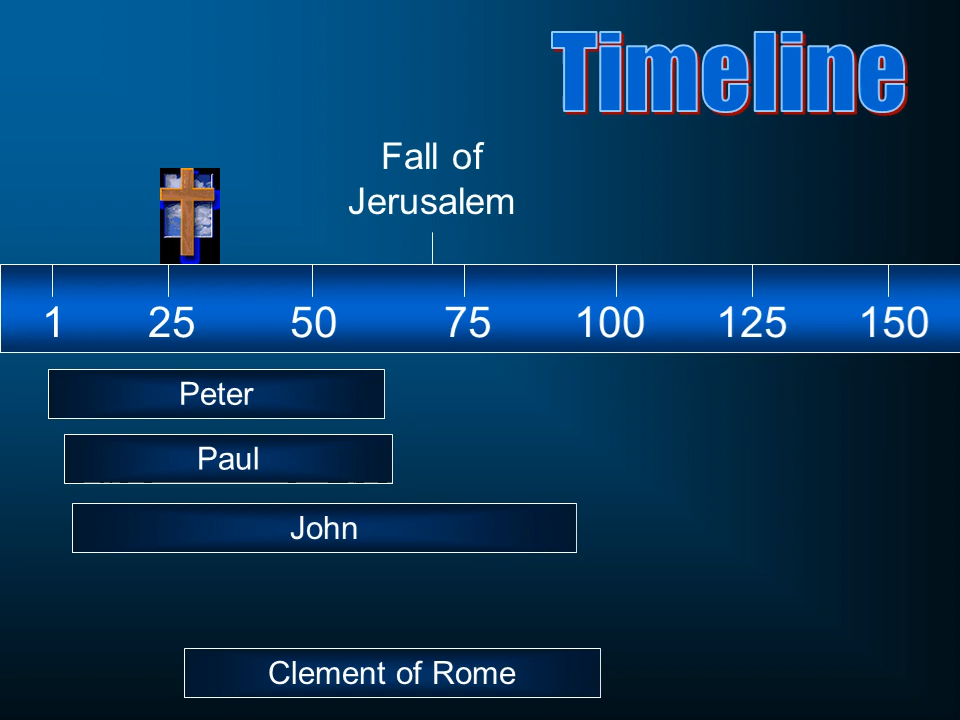 Timeline
Fall of
Jerusalem
1 25 50 75 100 125 150
Peter
Paul
John
Clement of Rome